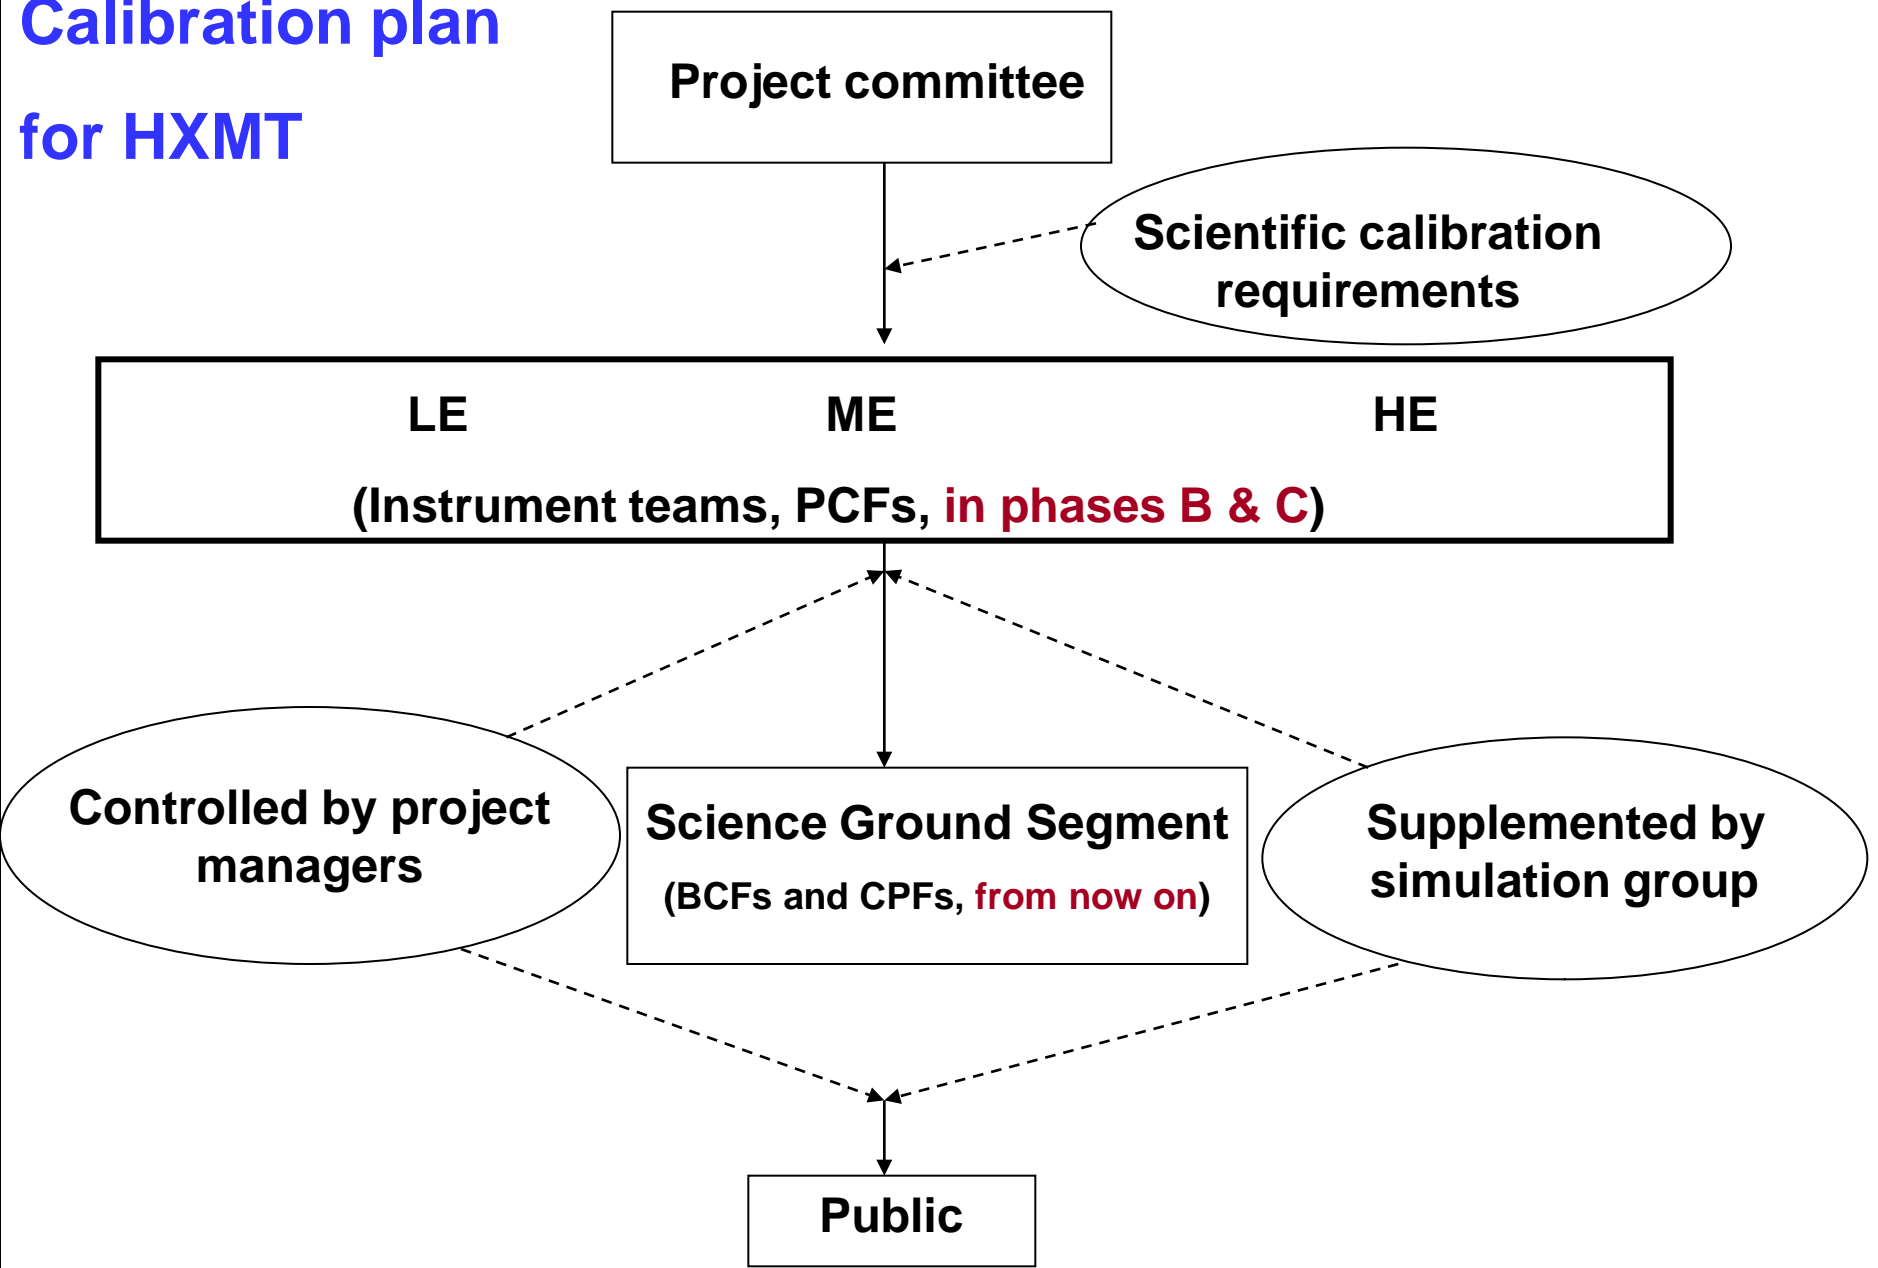 Calibration plan
for HXMT
Project committee
Scientific calibration
requirements
LE ME HE
(Instrument teams, PCFs, in phases B & C)
Controlled by project
managers
Science Ground Segment
(BCFs and CPFs, from now on)
Supplemented by
simulation group
Public